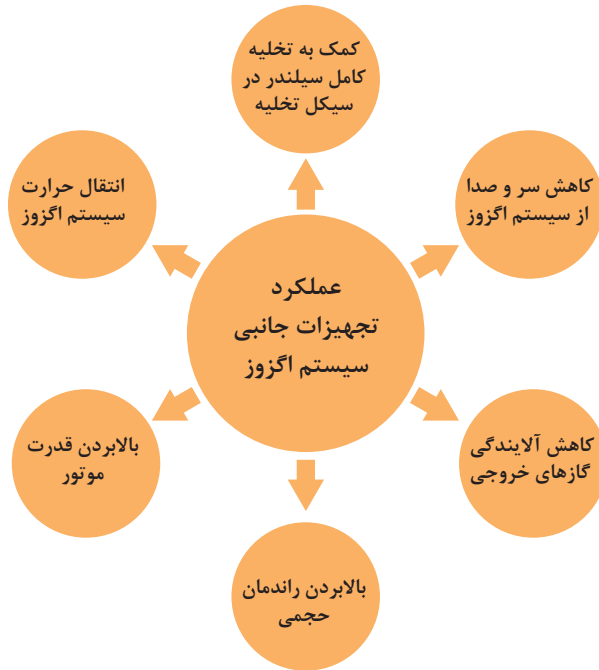 کمک به تخلیه
کامل سیلندر در
سیکل تخلیه
کاهش سر و صدا
از سیستم اگزوز
انتقال حرارت
سیستم اگزوز
عملکرد
تجهیزات جانبی
سیستم اگزوز
کاهش آلایندگی
گازهای خروجی
بالابردن قدرت
موتور
بالابردن راندمان
حجمی